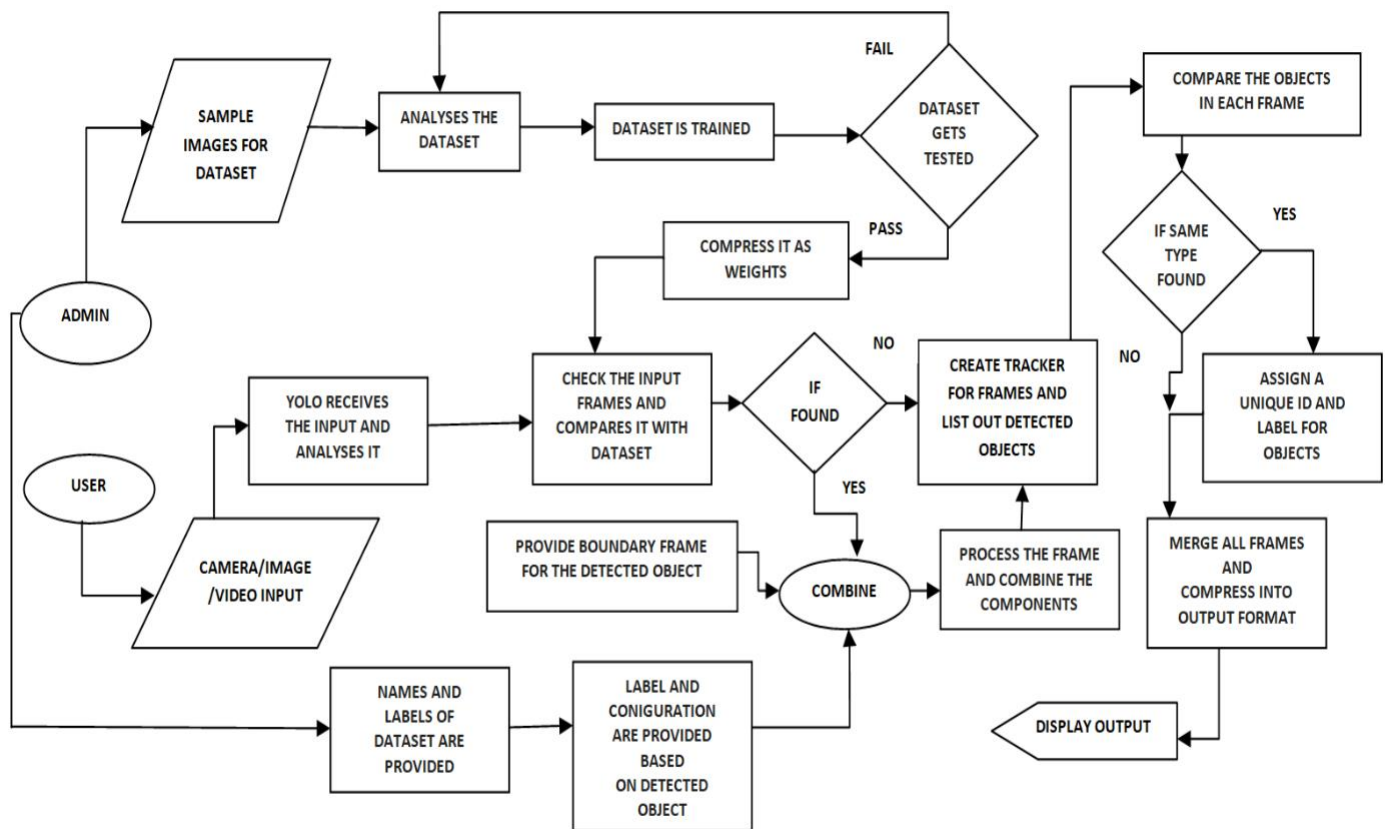 FAIL
COMPARE THE OBJECTS
IN EACH FRAME
SAMPLE
IMAGES FOR
DATASET
ANALYSES THE
DATASET
DATASET IS TRAINED
DATASET
GETS
TESTED
PASS
YES
COMPRESS IT AS
WEIGHTS
IF SAME
TYPE
FOUND
ADMIN
NO
NO
YOLO RECEIVES
THE INPUT AND
ANALYSES IT
CHECK THE INPUT
FRAMES AND
COMPARES IT WITH
DATASET
IF
FOUND
CREATE TRACKER
FOR FRAMES AND
LIST OUT DETECTED
OBJECTS
ASSIGN A
UNIQUE ID AND
LABEL FOR
OBJECTS
USER
YES
CAMERA/IMAGE
/VIDEO INPUT
PROVIDE BOUNDARY FRAME
FOR THE DETECTED OBJECT
COMBINE
PROCESS THE FRAME
AND COMBINE THE
COMPONENTS
MERGE ALL FRAMES
AND
COMPRESS INTO
OUTPUT FORMAT
NAMES AND
LABELS OF
DATASET ARE
PROVIDED
LABEL AND
CONIGURATION
ARE PROVIDED
BASED
ON DETECTED
OBJECT
DISPLAY OUTPUT